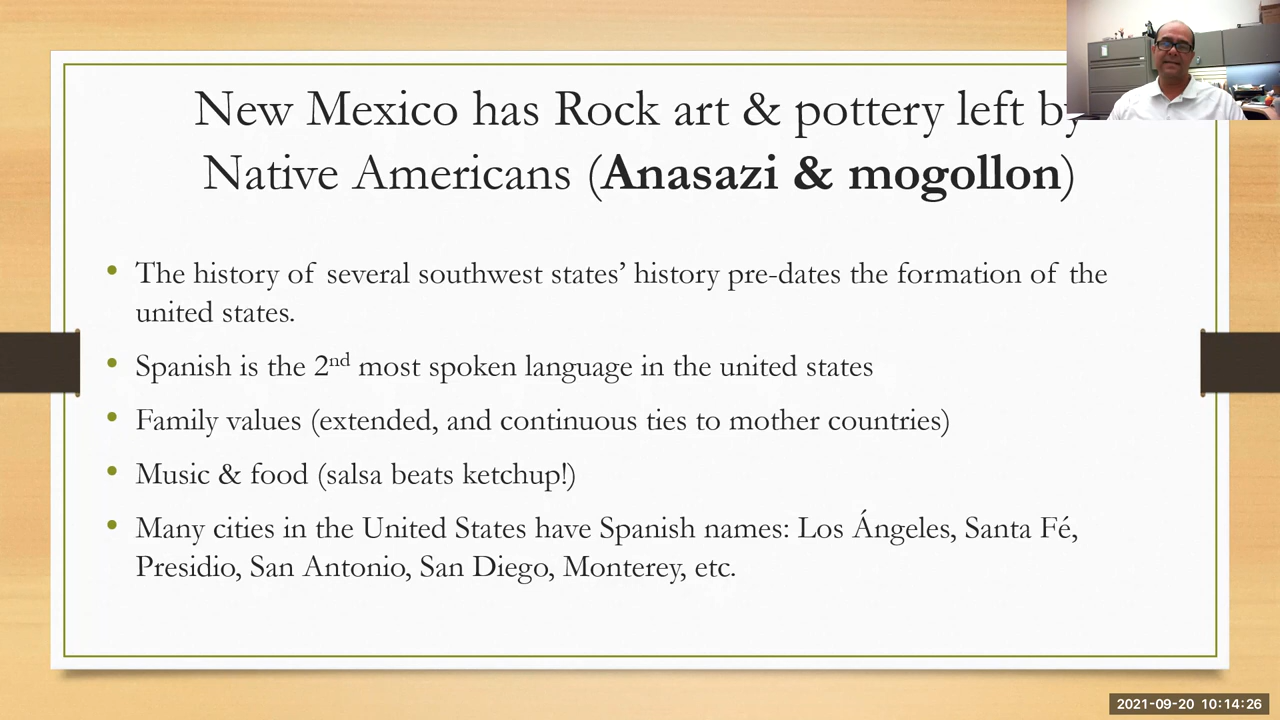 New Mexico has Rock art & pottery left by
Native Americans (Anasazi & mogollon)
• The history of several southwest states’ history pre-dates the formation of the
united states.
• Spanish is the 2nd most spoken language in the united states
• Family values (extended, and continuous ties to mother countries)
• Music & food (salsa beats ketchup!)
• Many cities in the United States have Spanish names: Los Ángeles, Santa Fé,
Presidio, San Antonio, San Diego, Monterey, etc.
2021-09-20 10:14:26